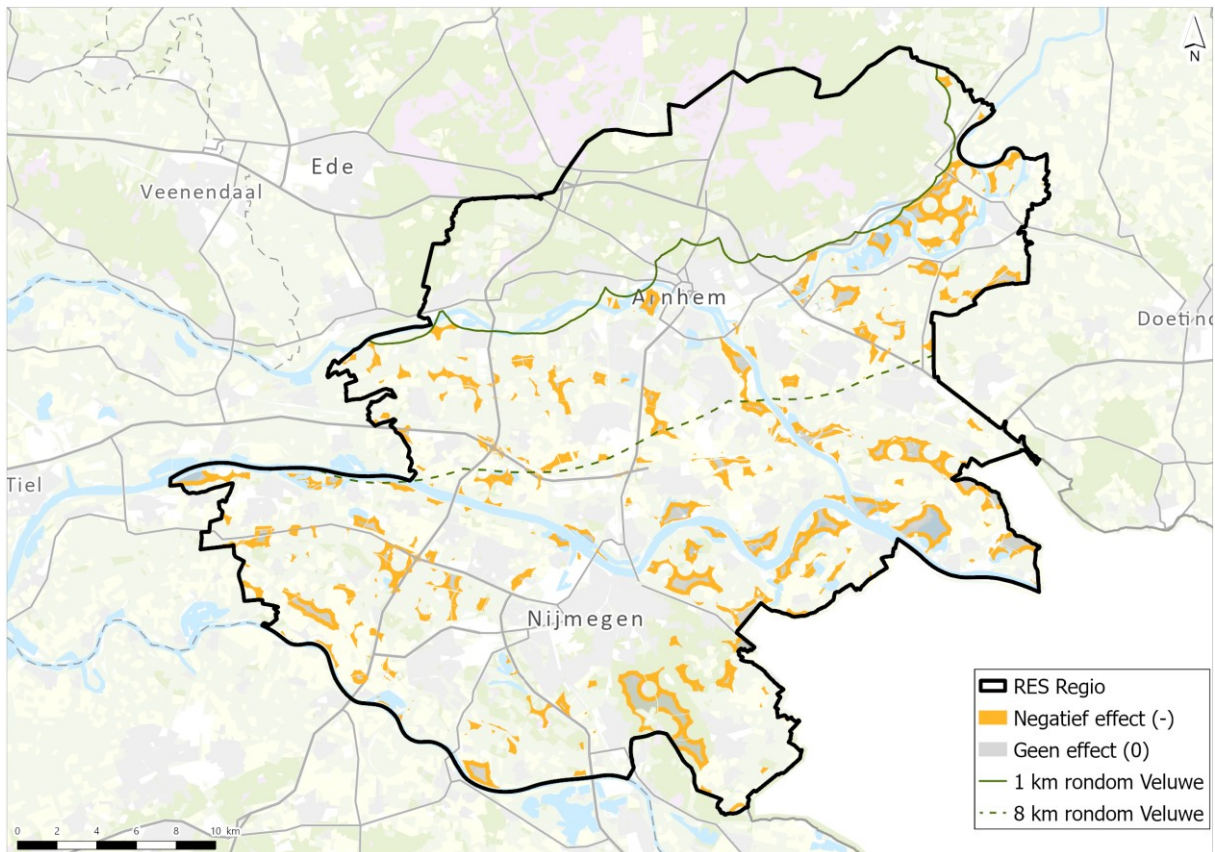 N
Ede
Veenendaal
Arnhem
Doetinc
Tiel
Nijmegen
RES Regio
Negatief effect (-)
Geen effect (0)
1 km rondom Veluwe
8 km rondom Veluwe
0 2 4 6 8 10 km